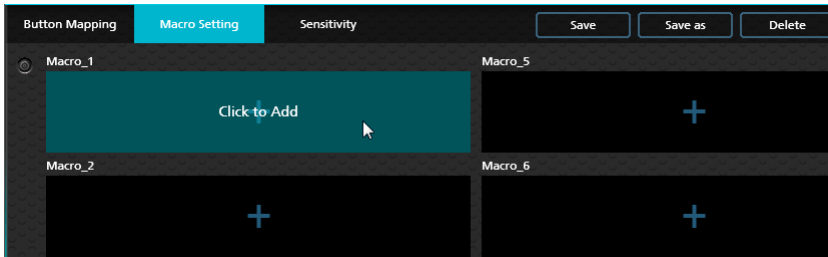 Button Mapping Macro Setting Sensitivity Save Save as Delete
Macro_1 Macro_5
Click to Add
Macro_2 Macro_6